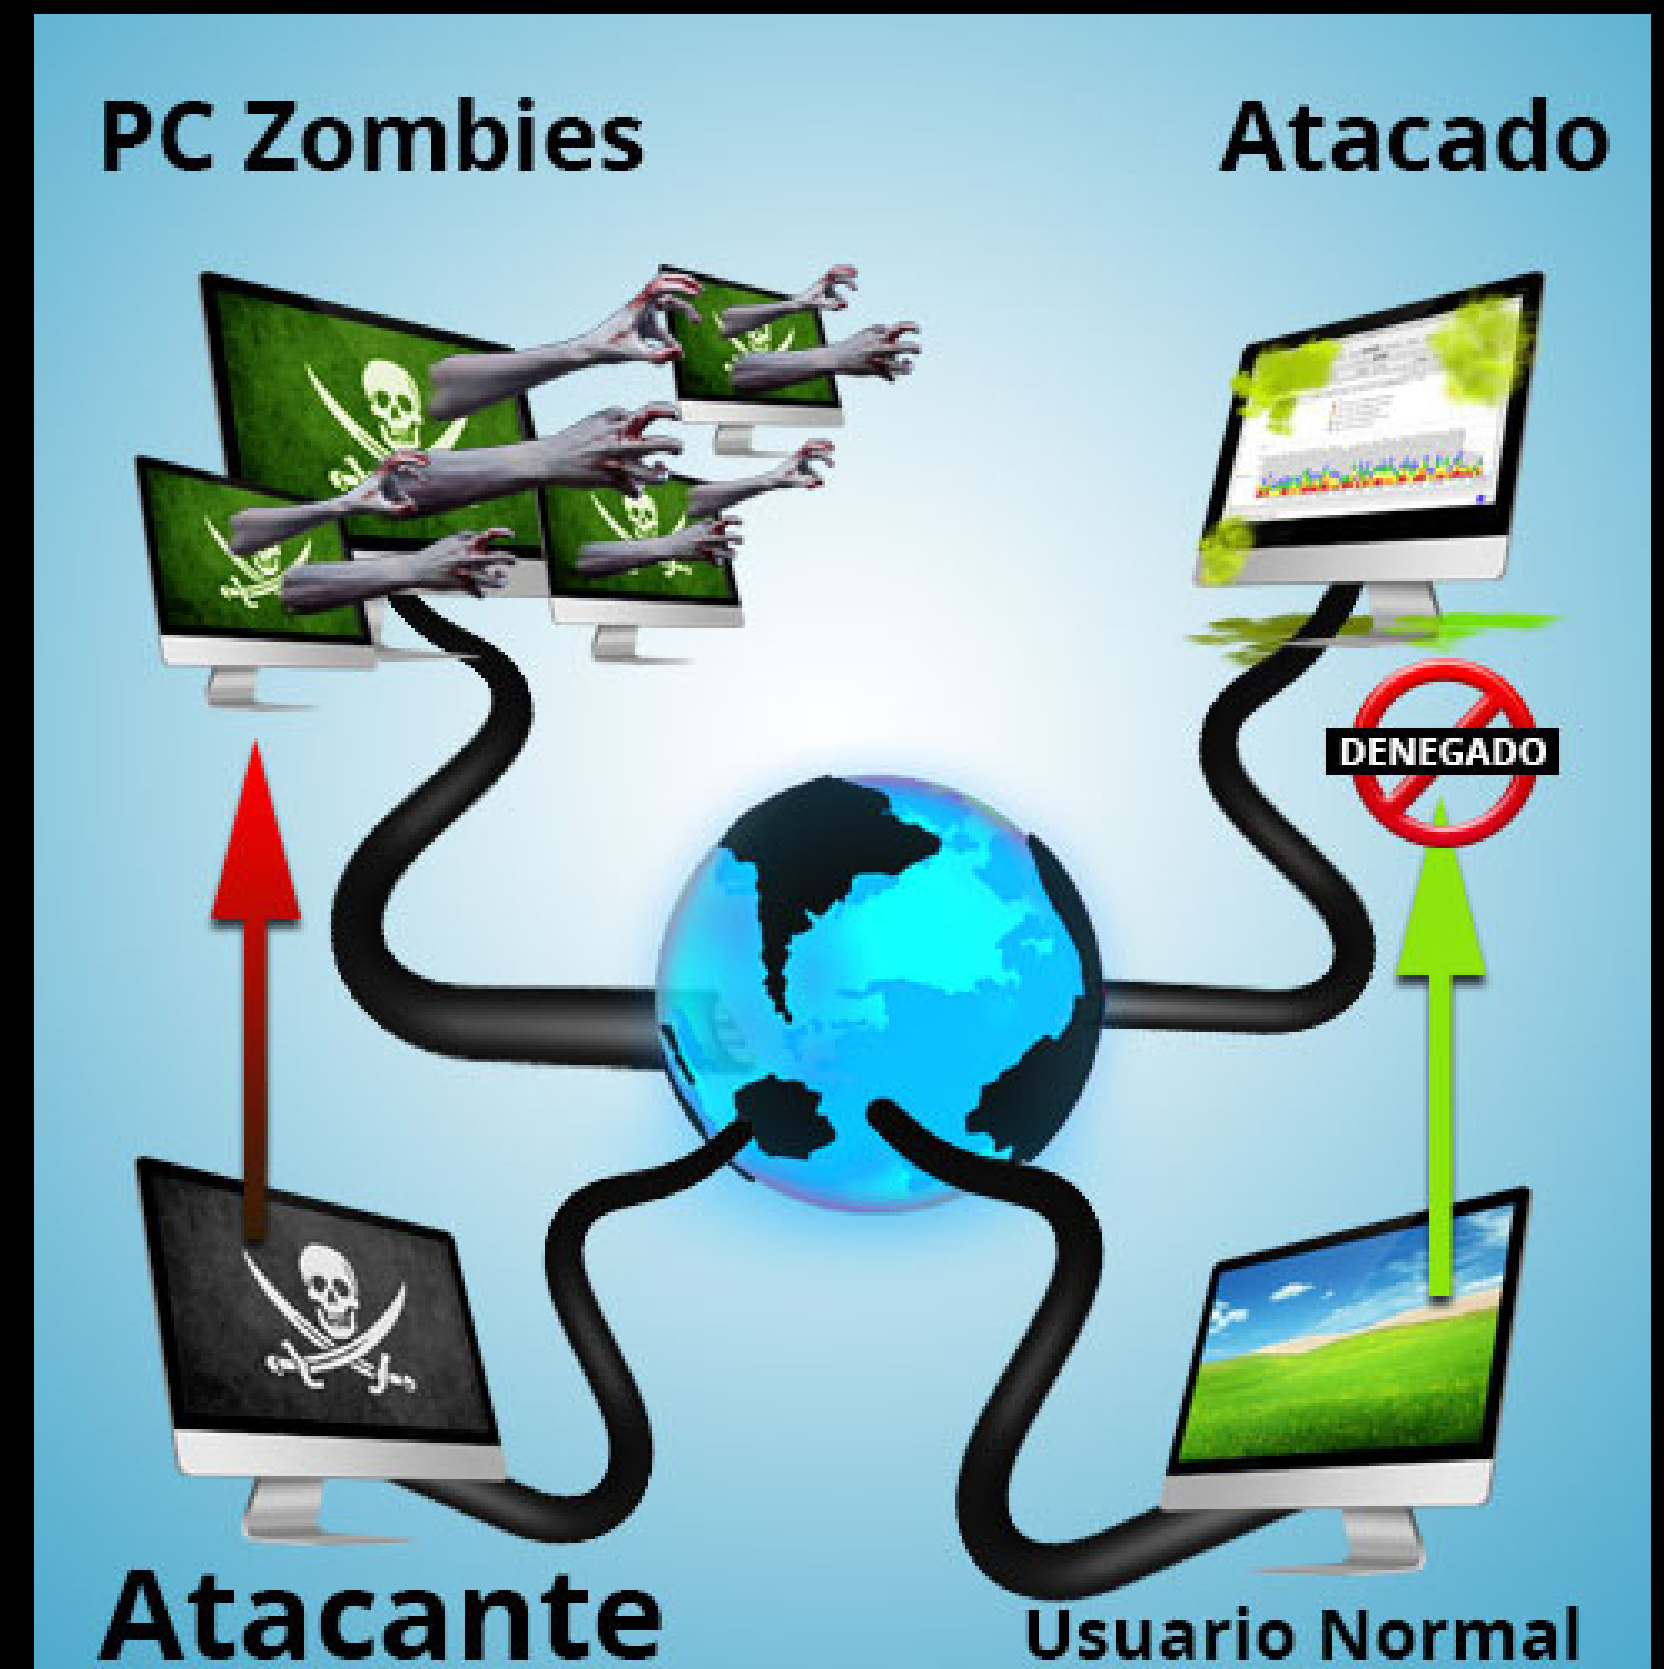 PC Zombies
Atacado
DENEGADO
Atacante
Usuario Normal